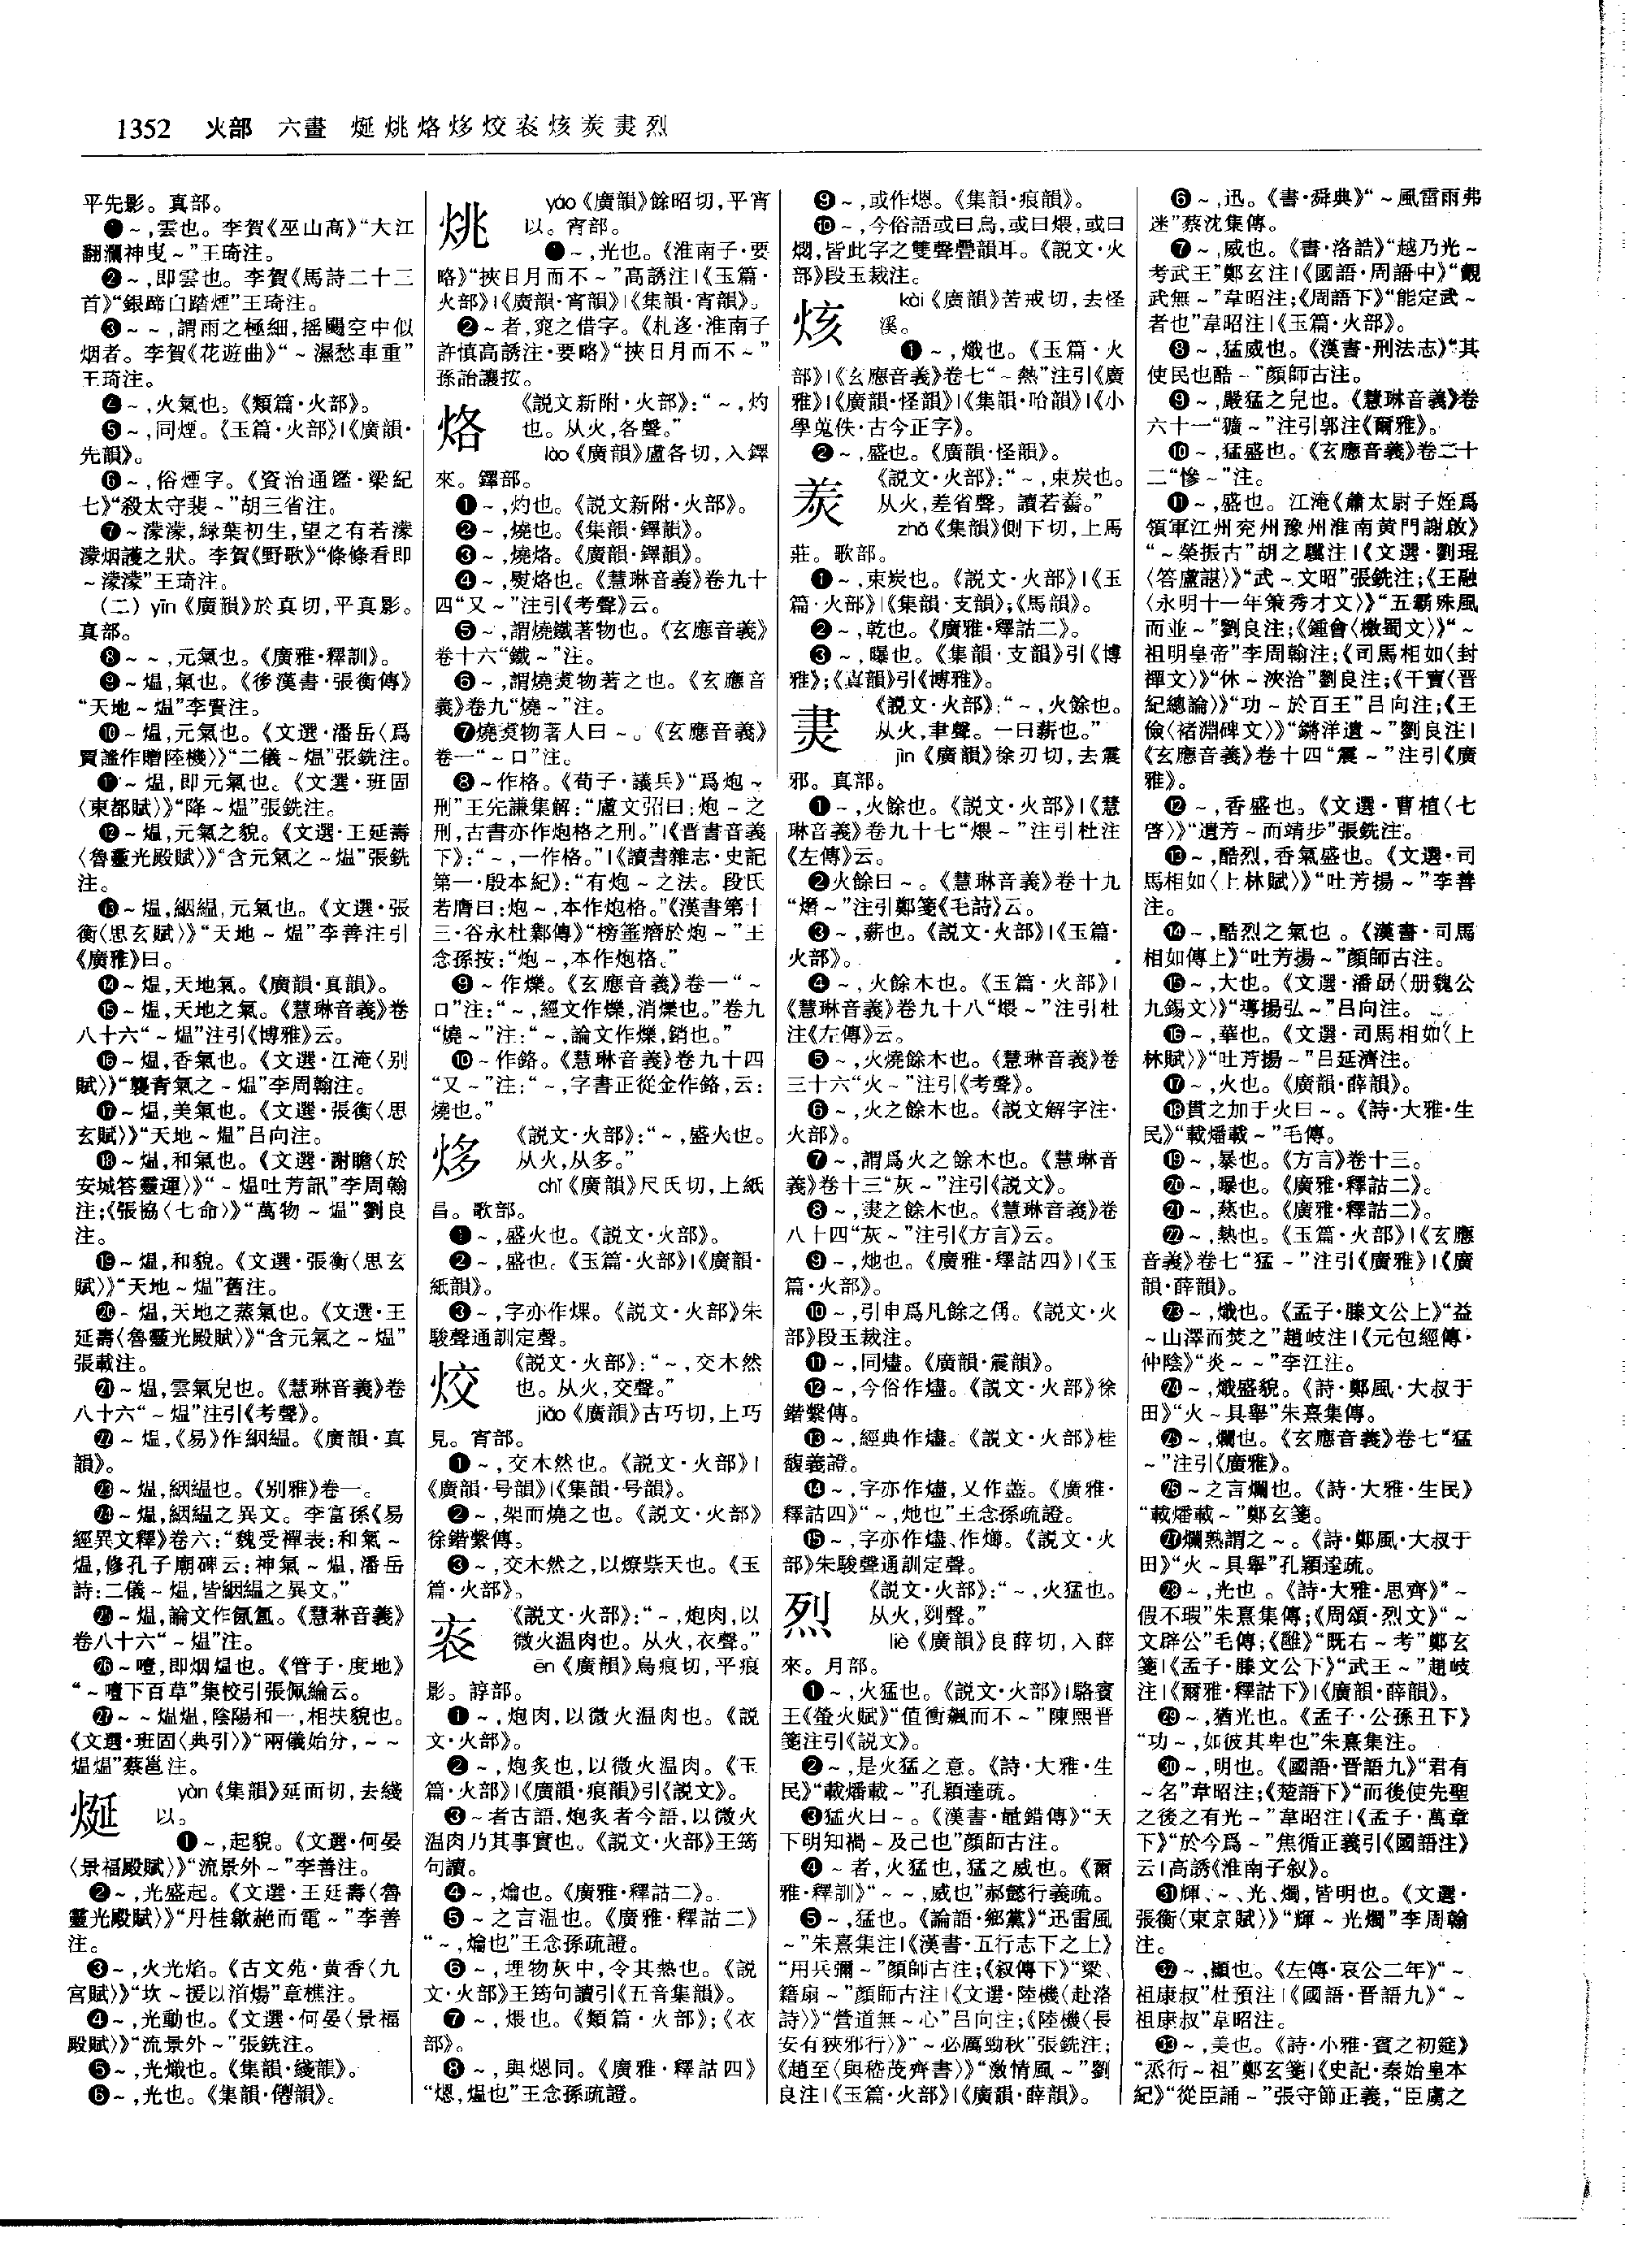 1352 火部 六畫 烻烑烙㶴烄衮烗羙㶳烈
平先影。真部。
❶～,雲也。李賀《巫山高》“大江
翻瀾神曳～”王琦注。
❷～,即雲也。李賀《馬詩二十三
首》“銀蹄白踏煙”王琦注。
❸～～,謂雨之極細,摇颺空中似
烟者。李賀《花遊曲》“～濕愁車重”
王琦注。
❹～,火氣也。《類篇·火部》。
❺～,同煙。《玉篇·火部》|《廣韻·
先韻》。
❻～,俗煙字。《資治通鑑·梁紀
七》“殺太守裴～”胡三省注。
❼～濛濛,緑葉初生,望之有若濛
濛烟護之狀。李賀《野歌》“條條看即
～濛濛”王琦注。
(二) yīn《廣韻》於真切,平真影。
真部。
❽～～,元氣也。《廣雅·釋訓》。
❾～熅,氣也。《後漢書·張衡傳》
“天地～熅”李賢注。
❿～熅,元氣也。《文選·潘岳〈爲
賈謐作贈陸機〉》“二儀～熅”張銑注。
⓫～熅,即元氣也。《文選·班固
〈東都賦〉》“降～熅”張銑注。
⓬～熅,元氣之貌。《文選·王延壽
〈魯靈光殿賦〉》“含元氣之～熅”張銑
注。
⓭～熅,絪緼,元氣也。《文選·張
衡〈思玄賦〉》“天地～熅”李善注引
《廣雅》曰。
⓮～熅,天地氣。《廣韻·真韻》。
⓯～熅,天地之氣。《慧琳音義》卷
八十六“～熅”注引《博雅》云。
⓰～熅,香氣也。《文選·江淹〈别
賦〉》“襲青氣之～熅”李周翰注。
⓱～熅,美氣也。《文選·張衡〈思
玄賦〉》“天地～熅”吕向注。
⓲～熅,和氣也。《文選·謝瞻〈於
安城答靈運〉》“～熅吐芳訊”李周翰
注;《張協〈七命〉》“萬物～熅”劉良
注。
⓳～熅,和貌。《文選·張衡〈思玄
賦〉》“天地～熅”舊注。
⓴～熅,天地之蒸氣也。《文選·王
延壽〈魯靈光殿賦〉》“含元氣之～熅”
張載注。
㉑～熅,雲氣皃也。《慧琳音義》卷
八十六“～熅”注引《考聲》。
㉒～熅,《易》作絪緼。《廣韻·真
韻》。
㉓～熅,絪緼也。《别雅》卷一。
㉔～熅,絪緼之異文。李富孫《易
經異文釋》卷六:“魏受禪表:和氣～
熅,修孔子廟碑云:神氣～熅,潘岳
詩:二儀～熅,皆絪緼之異文。”
㉕～熅,論文作氤氲。《慧琳音義》
卷八十六“～熅”注。
㉖～曀,即烟熅也。《管子·度地》
“～曀下百草”集校引張佩綸云。
㉗～～熅熅,陰陽和一,相扶貌也。
《文選·班固〈典引〉》“兩儀始分,～～
熅熅”蔡邕注。
烻 yàn《集韻》延面切,去綫
以。
❶～,起貌。《文選·何晏
〈景福殿賦〉》“流景外～”李善注。
❷～,光盛起。《文選·王延壽〈魯
靈光殿賦〉》“丹桂歙赩而電～”李善
注。
❸～,火光焰。《古文苑·黄香〈九
宫賦〉》“坎～援以㳙煬”章樵注。
❹～,光動也。《文選·何晏〈景福
殿賦〉》“流景外～”張銑注。
❺～,光熾也。《集韻·綫韻》。
❻～,光也。《集韻·㒨韻》。
烑 yáo《廣韻》餘昭切,平宵
以。宵部。
❶～,光也。《淮南子·要
略》“挾日月而不～”高誘注|《玉篇·
火部》|《廣韻·宵韻》|《集韻·宵韻》。
❷～者,窕之借字。《札迻·淮南子
許慎高誘注·要略》“挾日月而不～”
孫詒讓按。
烙 《説文新附·火部》:“～,灼
也。从火,各聲。”
lào《廣韻》盧各切,入鐸
來。鐸部。
❶～,灼也。《説文新附·火部》。
❷～,燒也。《集韻·鐸韻》。
❸～,燒烙。《廣韻·鐸韻》。
❹～,熨烙也。《慧琳音義》卷九十
四“又～”注引《考聲》云。
❺～,謂燒鐵著物也。《玄應音義》
卷十六“鐵～”注。
❻～,謂燒㷅物著之也。《玄應音
義》卷九“燒～”注。
❼燒㷅物著人曰～。《玄應音義》
卷一“～口”注。
❽～作格。《荀子·議兵》“爲炮～
刑”王先謙集解:“盧文弨曰:炮～之
刑,古書亦作炮格之刑。”|《晋書音義
下》:“～,一作格。”|《讀書雜志·史記
第一·殷本紀》:“有炮～之法。段氏
若膺曰:炮～,本作炮格。”《漢書第十
三·谷永杜鄴傳》“榜箠㿊於炮～”王
念孫按:“炮～,本作炮格。”
❾～作爍。《玄應音義》卷一“～
口”注:“～,經文作爍,消爍也。”卷九
“燒～”注:“～,論文作爍,銷也。”
❿～作鉻。《慧琳音義》卷九十四
“又～”注:“～,字書正從金作鉻,云:
燒也。”
㶴 《説文·火部》:“～,盛火也。
从火,从多。”
chǐ《廣韻》尺氏切,上紙
昌。歌部。
❶～,盛火也。《説文·火部》。
❷～,盛也。《玉篇·火部》|《廣韻·
紙韻》。
❸～,字亦作㷄。《説文·火部》朱
駿聲通訓定聲。
烄 《説文·火部》:“～,交木然
也。从火,交聲。”
jiǎo《廣韻》古巧切,上巧
見。宵部。
❶～,交木然也。《説文·火部》|
《廣韻·号韻》|《集韻·号韻》。
❷～,架而燒之也。《説文·火部》
徐鍇繫傳。
❸～,交木然之,以燎祡天也。《玉
篇·火部》。
衮 《説文·火部》:“～,炮肉,以
微火温肉也。从火,衣聲。”
ēn《廣韻》烏痕切,平痕
影。諄部。
❶～,炮肉,以微火温肉也。《説
文·火部》。
❷～,炮炙也,以微火温肉。《玉
篇·火部》|《廣韻·痕韻》引《説文》。
❸～者古語,炮炙者今語,以微火
温肉乃其事實也。《説文·火部》王筠
句讀。
❹～,爚也。《廣雅·釋詁二》。
❺～之言温也。《廣雅·釋詁二》
“～,爚也”王念孫疏證。
❻～,埋物灰中,令其熱也。《説
文·火部》王筠句讀引《五音集韻》。
❼～,煨也。《類篇·火部》;《衣
部》。
❽～,與煾同。《廣雅·釋詁四》
“煾,熅也”王念孫疏證。
❾～,或作煾。《集韻·痕韻》。
❿～,今俗語或曰烏,或曰煨,或曰
燜,皆此字之雙聲疊韻耳。《説文·火
部》段玉裁注。
烗 kài《廣韻》苦戒切,去怪
溪。
❶～,熾也。《玉篇·火
部》|《玄應音義》卷七“～熱”注引《廣
雅》|《廣韻·怪韻》|《集韻·咍韻》|《小
學蒐佚·古今正字》。
❷～,盛也。《廣韻·怪韻》。
羙 《説文·火部》:“～,束炭也。
从火,差省聲。讀若齹。”
zhǎ《集韻》側下切,上馬
莊。歌部。
❶～,束炭也。《説文·火部》|《玉
篇·火部》|《集韻·支韻》;《馬韻》。
❷～,乾也。《廣雅·釋詁二》。
❸～,曝也。《集韻·支韻》引《博
雅》;《真韻》引《博雅》。
㶳 《説文·火部》:“～,火餘也。
从火,聿聲。一曰薪也。”
jìn《廣韻》徐刃切,去震
邪。真部。
❶～,火餘也。《説文·火部》|《慧
琳音義》卷九十七“煨～”注引杜注
《左傳》云。
❷火餘曰～。《慧琳音義》卷十九
“㷟～”注引鄭箋《毛詩》云。
❸～,薪也。《説文·火部》|《玉篇·
火部》。
❹～,火餘木也。《玉篇·火部》|
《慧琳音義》卷九十八“煨～”注引杜
注《左傳》云。
❺～,火燒餘木也。《慧琳音義》卷
三十六“火～”注引《考聲》。
❻～,火之餘木也。《説文解字注·
火部》。
❼～,謂爲火之餘木也。《慧琳音
義》卷十三“灰～”注引《説文》。
❽～,㶳之餘木也。《慧琳音義》卷
八十四“灰～”注引《方言》云。
❾～,灺也。《廣雅·釋詁四》|《玉
篇·火部》。
❿～,引申爲凡餘之偁。《説文·火
部》段玉裁注。
⓫～,同燼。《廣韻·震韻》。
⓬～,今俗作燼。《説文·火部》徐
鍇繫傳。
⓭～,經典作燼。《説文·火部》桂
馥義證。
⓮～,字亦作燼,又作藎。《廣雅·
釋詁四》“～,灺也”王念孫疏證。
⓯～,字亦作燼、作㷼。《説文·火
部》朱駿聲通訓定聲。
烈 《説文·火部》:“～,火猛也。
从火,列聲。”
liè《廣韻》良薛切,入薛
來。月部。
❶～,火猛也。《説文·火部》|駱賓
王《螢火賦》“值衝飆而不～”陳熙晋
箋注引《説文》。
❷～,是火猛之意。《詩·大雅·生
民》“載燔載～”孔穎達疏。
❸猛火曰～。《漢書·鼂錯傳》“天
下明知禍～及己也”顔師古注。
❹～者,火猛也,猛之威也。《爾
雅·釋訓》“～～,威也”郝懿行義疏。
❺～,猛也。《論語·鄉黨》“迅雷風
～”朱熹集注|《漢書·五行志下之上》
“用兵彌～”顔師古注;《叙傳下》“梁、
籍扇～”顔師古注|《文選·陸機〈赴洛
詩〉》“營道無～心”吕向注;《陸機〈長
安有狹邪行〉》“～必厲勁秋”張銑注;
《趙至〈與嵇茂齊書〉》“激情風～”劉
良注|《玉篇·火部》|《廣韻·薛韻》。
❻～,迅。《書·舜典》“～風雷雨弗
迷”蔡沈集傳。
❼～,威也。《書·洛誥》“越乃光～
考武王”鄭玄注|《國語·周語中》“觀
武無～”韋昭注;《周語下》“能定武～
者也”韋昭注|《玉篇·火部》。
❽～,猛威也。《漢書·刑法志》“其
使民也酷～”顔師古注。
❾～,嚴猛之皃也。《慧琳音義》卷
六十一“獷～”注引郭注《爾雅》。
❿～,猛盛也。《玄應音義》卷二十
二“慘～”注。
⓫～,盛也。江淹《蕭太尉子姪爲
領軍江州兖州豫州淮南黄門謝啟》
“～榮振古”胡之驥注|《文選·劉琨
〈答盧諶〉》“武～文昭”張銑注;《王融
〈永明十一年策秀才文〉》“五霸殊風
而並～”劉良注;《鍾會〈檄蜀文〉》“～
祖明皇帝”李周翰注;《司馬相如〈封
禪文〉》“休～浹洽”劉良注;《干寶〈晋
紀總論〉》“功～於百王”吕向注;《王
儉〈褚淵碑文〉》“鏘洋遺～”劉良注|
《玄應音義》卷十四“震～”注引《廣
雅》。
⓬～,香盛也。《文選·曹植〈七
啓〉》“遺芳～而靖步”張銑注。
⓭～,酷烈,香氣盛也。《文選·司
馬相如〈上林賦〉》“吐芳揚～”李善
注。
⓮～,酷烈之氣也。《漢書·司馬
相如傳上》“吐芳揚～”顔師古注。
⓯～,大也。《文選·潘勗〈册魏公
九錫文〉》“導揚弘～”吕向注。
⓰～,華也。《文選·司馬相如〈上
林賦〉》“吐芳揚～”吕延濟注。
⓱～,火也。《廣韻·薛韻》。
⓲貫之加于火曰～。《詩·大雅·生
民》“載燔載～”毛傳。
⓳～,暴也。《方言》卷十三。
⓴～,曝也。《廣雅·釋詁二》。
㉑～,爇也。《廣雅·釋詁二》。
㉒～,熱也。《玉篇·火部》|《玄應
音義》卷七“猛～”注引《廣雅》|《廣
韻·薛韻》。
㉓～,熾也。《孟子·滕文公上》“益
～山澤而焚之”趙岐注|《元包經傳·
仲陰》“炎～～”李江注。
㉔～,熾盛貌。《詩·鄭風·大叔于
田》“火～具舉”朱熹集傳。
㉕～,爛也。《玄應音義》卷七“猛
～”注引《廣雅》。
㉖～之言爛也。《詩·大雅·生民》
“載燔載～”鄭玄箋。
㉗爛熟謂之～。《詩·鄭風·大叔于
田》“火～具舉”孔穎達疏。
㉘～,光也。《詩·大雅·思齊》“～
假不瑕”朱熹集傳;《周頌·烈文》“～
文辟公”毛傳;《雝》“既右～考”鄭玄
箋|《孟子·滕文公下》“武王～”趙岐
注|《爾雅·釋詁下》|《廣韻·薛韻》。
㉙～,猶光也。《孟子·公孫丑下》
“功～,如彼其卑也”朱熹集注。
㉚～,明也。《國語·晋語九》“君有
～名”韋昭注;《楚語下》“而後使先聖
之後之有光～”韋昭注|《孟子·萬章
下》“於今爲～”焦循正義引《國語注》
云|高誘《淮南子叙》。
㉛輝、～、光、燭,皆明也。《文選·
張衡〈東京賦〉》“輝～光燭”李周翰
注。
㉜～,顯也。《左傳·哀公二年》“～
祖康叔”杜預注|《國語·晋語九》“～
祖康叔”韋昭注。
㉝～,美也。《詩·小雅·賓之初筵》
“烝衎～祖”鄭玄箋|《史記·秦始皇本
紀》“從臣誦～”張守節正義,“臣虜之